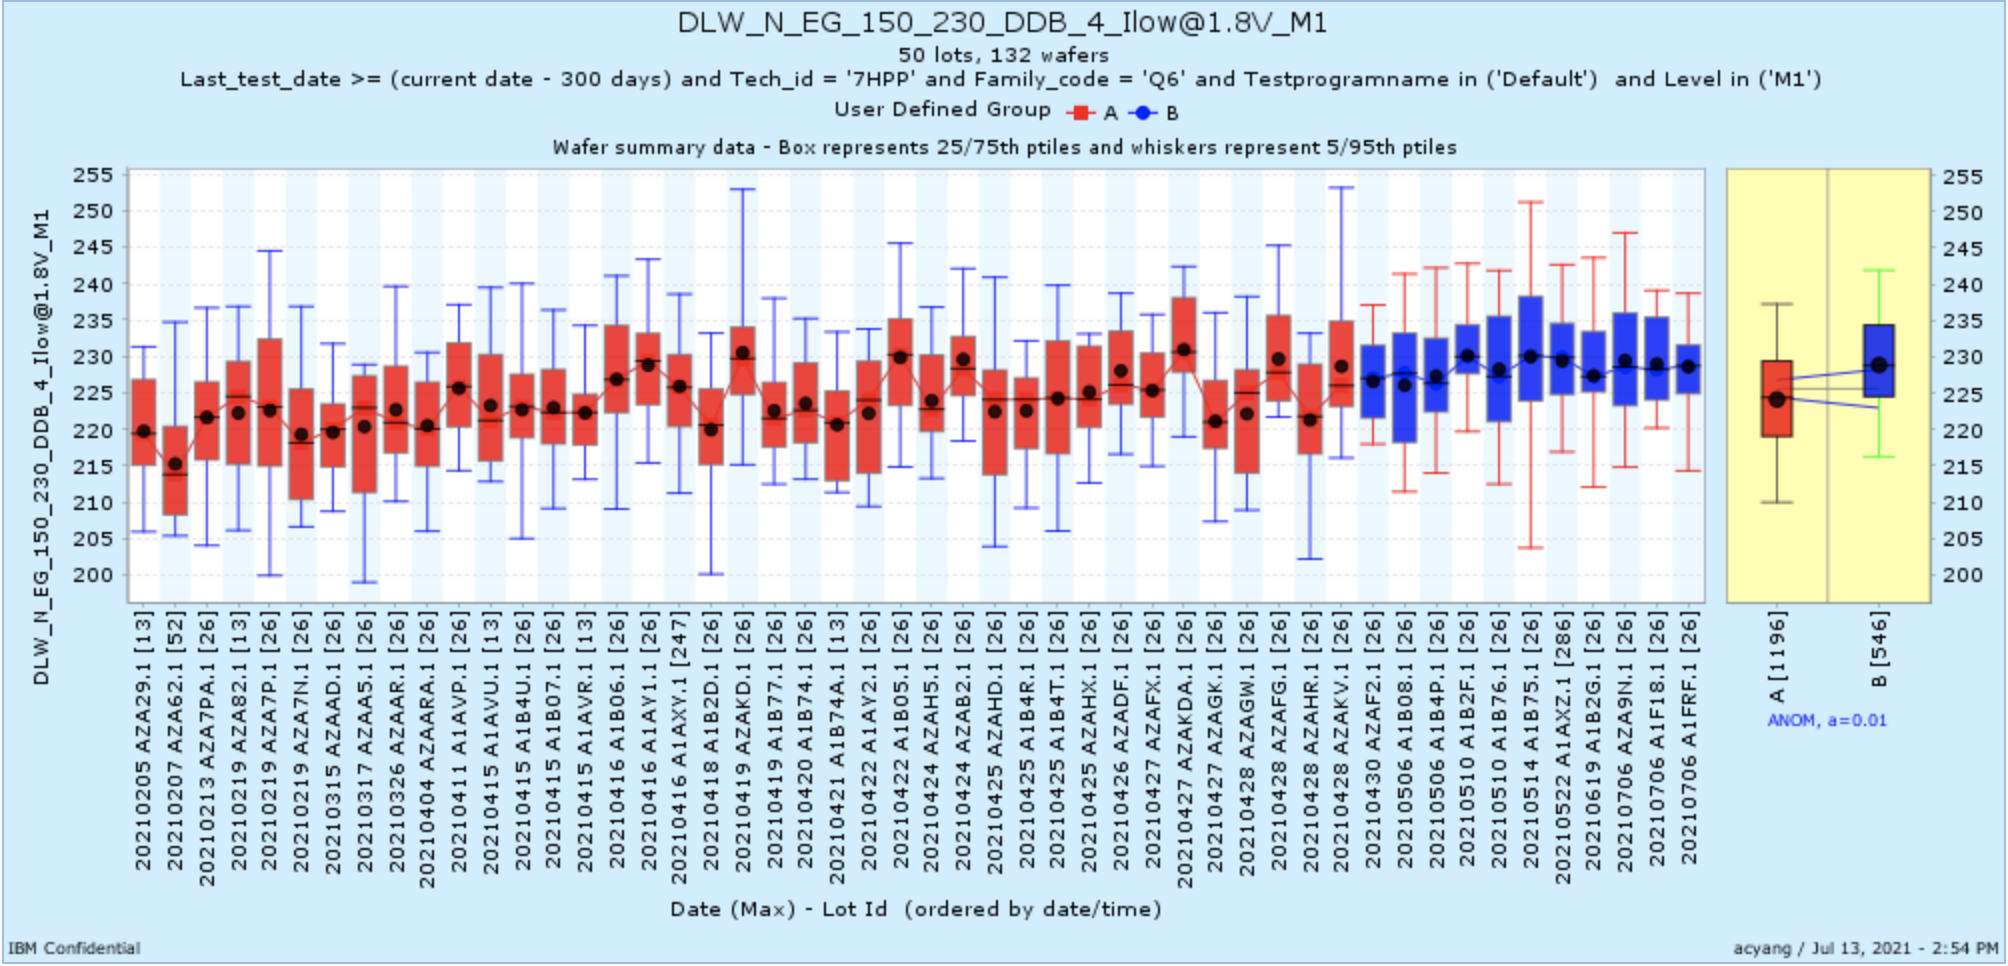 DLW_N_EG_150_230_DDB_4_Ilow@1.8V_M1
50 lots, 132 wafers
Last_test_date >= (current date - 300 days) and Tech_id = '7HPP' and Family_code = 'Q6' and Testprogramname in ('Default')  and Level in ('M1')
User Defined Group A B
Wafer summary data - Box represents 25/75th ptiles and whiskers represent 5/95th ptiles
DLW_N_EG_150_230_DDB_4_Ilow@1.8V_M1
255
250
245
240
235
230
225
220
215
210
205
200
255
250
245
240
235
230
225
220
215
210
205
200
20210205 AZA29.1 [13]
20210207 AZA62.1 [52]
20210213 AZA7PA.1 [26]
20210219 AZA82.1 [13]
20210219 AZA7P.1 [26]
20210219 AZA7N.1 [26]
20210315 AZAAD.1 [26]
20210317 AZAA5.1 [26]
20210326 AZAAR.1 [26]
20210404 AZAARA.1 [26]
20210411 A1AVP.1 [26]
20210415 A1AVU.1 [13]
20210415 A1B4U.1 [26]
20210415 A1B07.1 [26]
20210415 A1AVR.1 [13]
20210416 A1B06.1 [26]
20210416 A1AY1.1 [26]
20210416 A1AXY.1 [247]
20210418 A1B2D.1 [26]
20210419 AZAKD.1 [26]
20210419 A1B77.1 [26]
20210420 A1B74.1 [26]
20210421 A1B74A.1 [13]
20210422 A1AY2.1 [26]
20210422 A1B05.1 [26]
20210424 AZAH5.1 [26]
20210424 AZAB2.1 [26]
20210425 AZAHD.1 [26]
20210425 A1B4R.1 [26]
20210425 A1B4T.1 [26]
20210425 AZAHX.1 [26]
20210426 AZADF.1 [26]
20210427 AZAFX.1 [26]
20210427 AZAKDA.1 [26]
20210427 AZAGK.1 [26]
20210428 AZAGW.1 [26]
20210428 AZAFG.1 [26]
20210428 AZAHR.1 [26]
20210428 AZAKV.1 [26]
20210430 AZAF2.1 [26]
20210506 A1B08.1 [26]
20210506 A1B4P.1 [26]
20210510 A1B2F.1 [26]
20210510 A1B76.1 [26]
20210514 A1B75.1 [26]
20210522 A1AXZ.1 [286]
20210619 A1B2G.1 [26]
20210706 AZA9N.1 [26]
20210706 A1F18.1 [26]
20210706 A1FRF.1 [26]
A [1196]
B [546]
ANOM, a=0.01
Date (Max) - Lot Id  (ordered by date/time)
IBM Confidential
acyang / Jul 13, 2021 - 2:54 PM